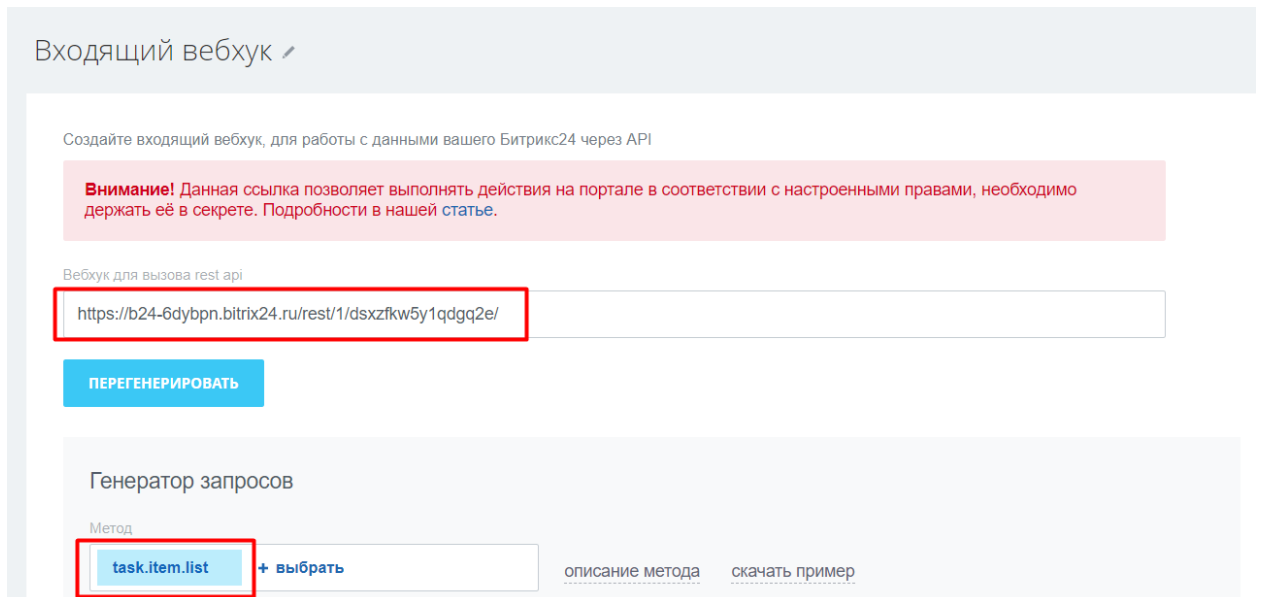 Входящий вебхук
Создайте входящий вебхук, для работы с данными вашего Битрикс24 через API
Внимание! Данная ссылка позволяет выполнять действия на портале в соответствии с настроенными правами, необходимо
держать её в секрете. Подробности в нашей статье.
Вебхук для вызова rest api
https://b24-6dybpn.bitrix24.ru/rest/1/dsxzfkw5y1qdgq2e/
ПЕРЕГЕНЕРИРОВАТЬ
Генератор запросов
Метод
task.item.list + выбрать описание метода скачать пример